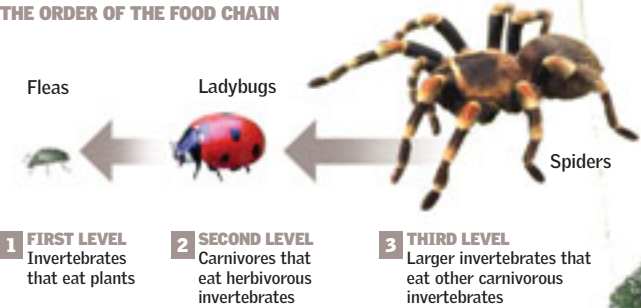 THE ORDER OF THE FOOD CHAIN
Fleas
Ladybugs
Spiders
1 FIRST LEVEL
Invertebrates
that eat plants
2 SECOND LEVEL
Carnivores that
eat herbivorous
invertebrates
3 THIRD LEVEL
Larger invertebrates that
eat other carnivorous
invertebrates